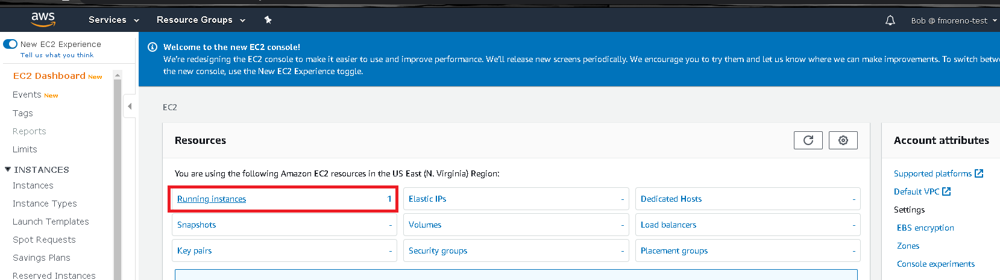 aws
Services
Resource Groups
Bob @ fmoreno-test
New EC2 Experience
Tell us what you think
EC2 Dashboard New
Events New
Tags
Reports
Limits
INSTANCES
Instances
Instance Types
Launch Templates
Spot Requests
Savings Plans
Reserved Instances
Welcome to the new EC2 console!
We're redesigning the EC2 console to make it easier to use and improve performance. We'll release new screens periodically. We encourage you to try them and let us know where we can make improvements. To switch betw
the new console, use the New EC2 Experience toggle.
EC2
Resources
You are using the following Amazon EC2 resources in the US East (N. Virginia) Region:
Running instances 1
Elastic IPs -
Dedicated Hosts -
Snapshots -
Volumes -
Load balancers -
Key pairs -
Security groups -
Placement groups -
Account attributes
Supported platforms
Default VPC
Settings
EBS encryption
Zones
Console experiments